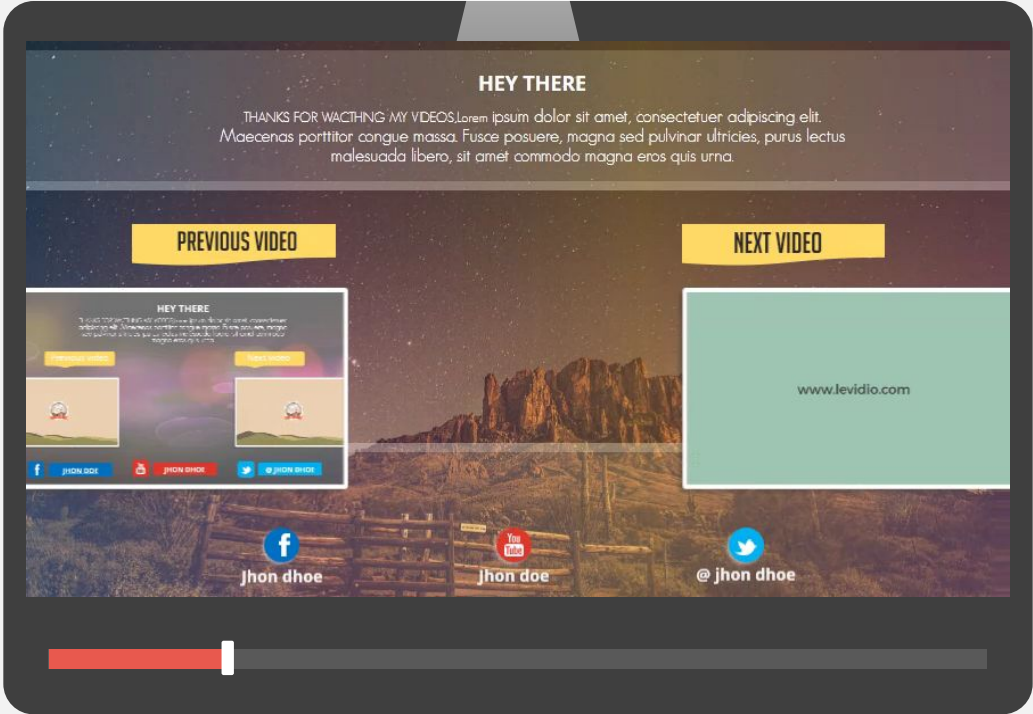 HEY THERE
THANKS FOR WACTHNG MY VIDEOS,Lorem ipsum dolor sit amet, consectetuer adipiscing elit.
Maecenas porttitor congue massa. Fusce posuere, magna sed pulvinar ultricies, purus lectus
malesuada libero, sit amet commodo magna eros quis urna.
PREVIOUS VIDEO
NEXT VIDEO
HEY THERE
Previous video
Next video
JHON DOE
JHON DHOE
@ JHON DHOE
www.levidio.com
You
Tube
Jhon dhoe
Jhon doe
@ jhon dhoe